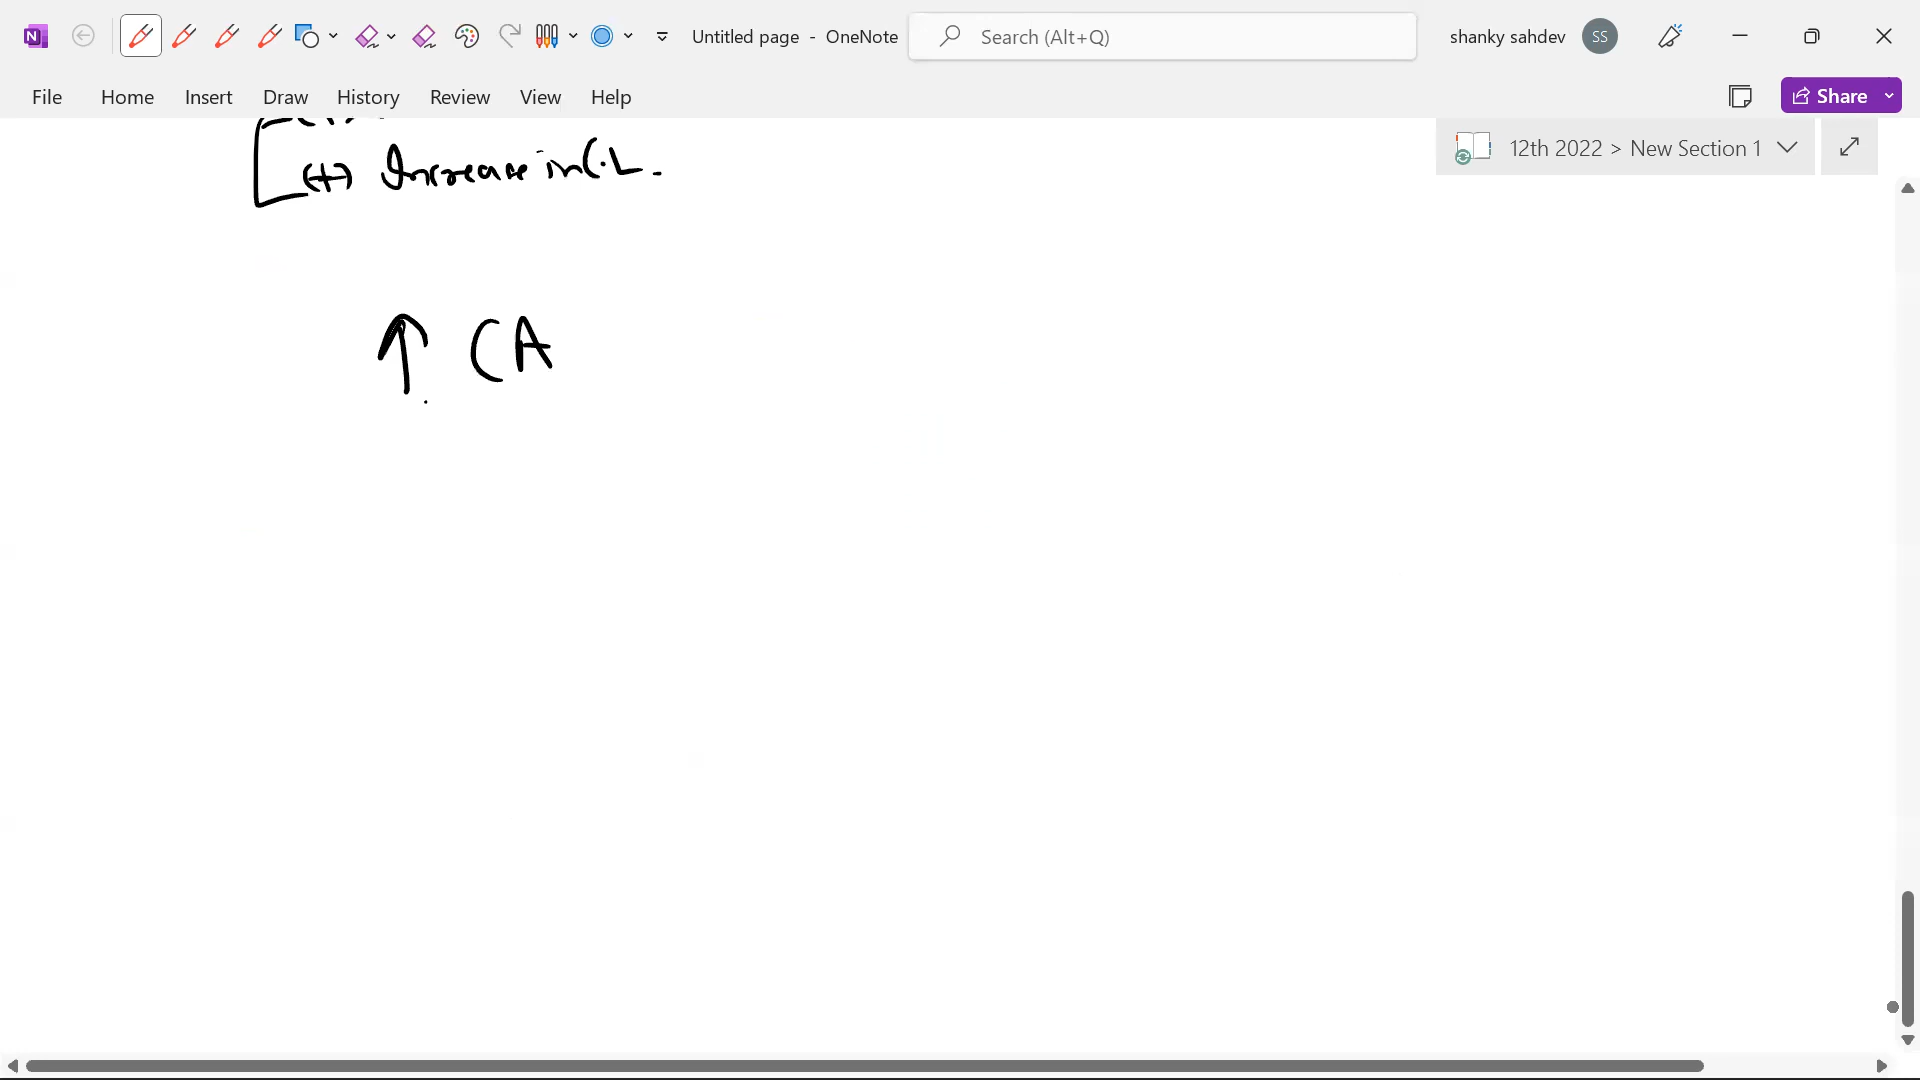 Untitled page - OneNote
Search (Alt+Q)
shanky sahdev
SS
File Home Insert Draw History Review View Help
Share
12th 2022 > New Section 1
(+) Increase in C.L.
↑ CA